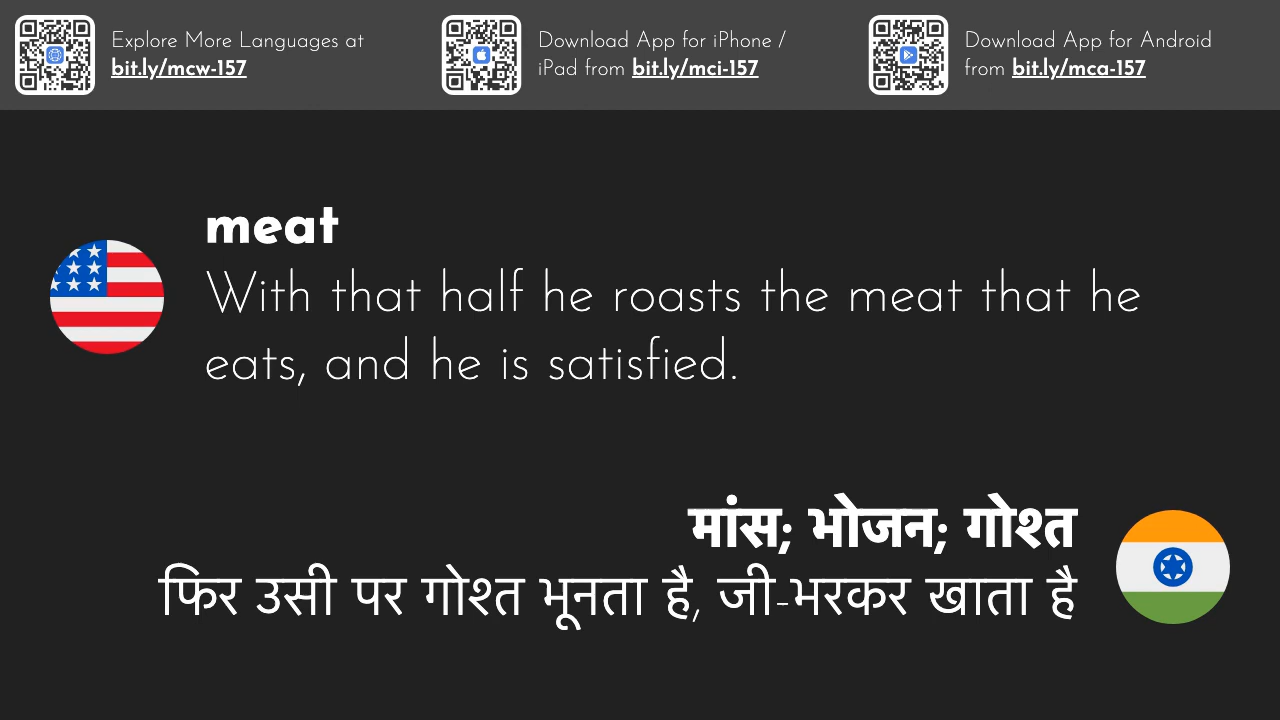 Explore More Languages at
bit.ly/mcw-157
Download App for iPhone /
iPad from bit.ly/mci-157
Download App for Android
from bit.ly/mca-157
meat
With that half he roasts the meat that he
eats, and he is satisfied.
मांस; भोजन; गोश्त
फिर उसी पर गोश्त भूनता है, जी-भरकर खाता है